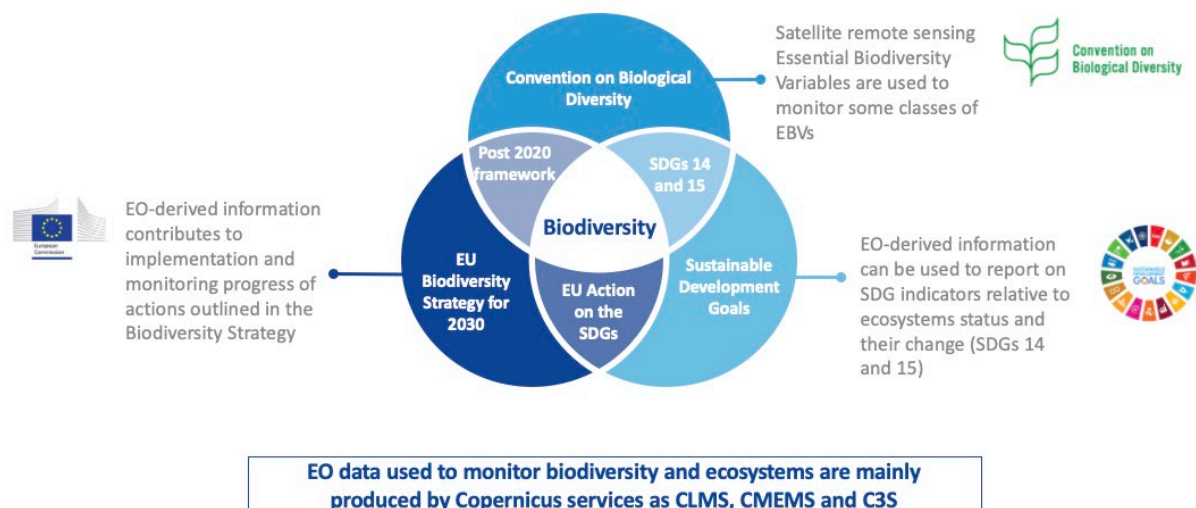 Convention on Biological
Diversity
Satellite remote sensing
Essential Biodiversity
Variables are used to
monitor some classes of
EBVs
Convention on
Biological Diversity
Post 2020
framework
SDGs 14
and 15
Biodiversity
European
Commission
EO-derived information
contributes to
implementation and
monitoring progress of
actions outlined in the
Biodiversity Strategy
EU
Biodiversity
Strategy for
2030
EU Action
on the
SDGs
Sustainable
Development
Goals
EO-derived information
can be used to report on
SDG indicators relative to
ecosystems status and
their change (SDGs 14
and 15)
SUSTAINABLE
DEVELOPMENT
GOALS
EO data used to monitor biodiversity and ecosystems are mainly
produced by Copernicus services as CLMS, CMEMS and C3S